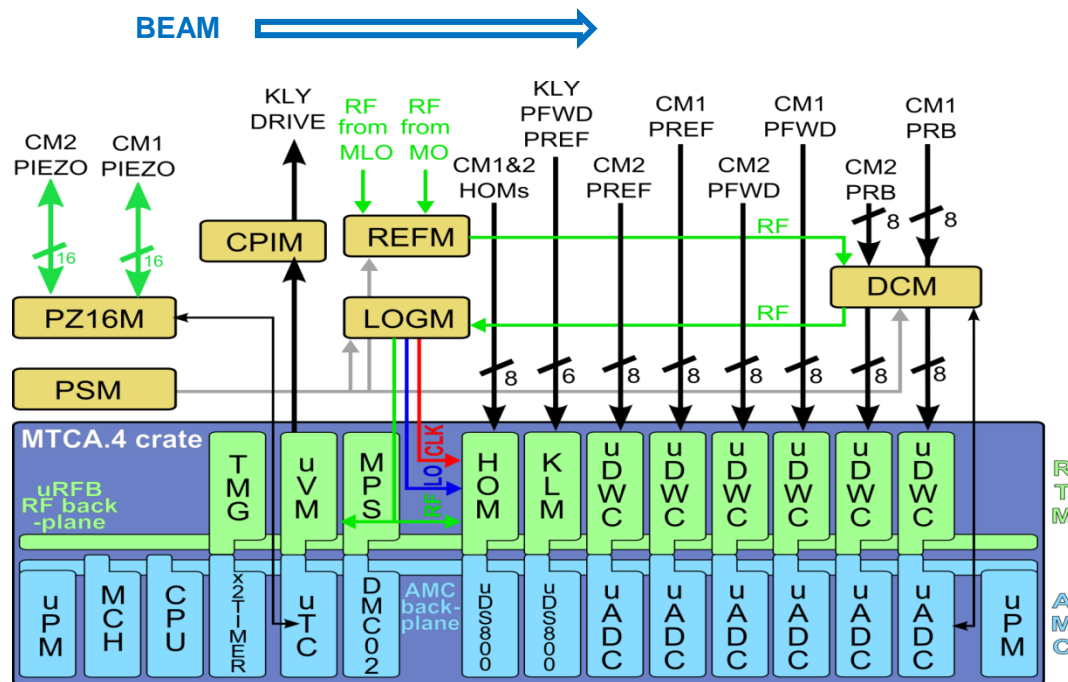 BEAM
KLY
DRIVE
RF
from
MLO
RF
from
MO
KLY
PFWD
PREF
CM1
PREF
CM1
PFWD
CM1
PRB
CM2
PIEZO
CM1
PIEZO
CM1&2
HOMs
CM2
PREF
CM2
PFWD
CM2
PRB
8
8
16
16
CPIM
REFM
RF
DCM
PZ16M
LOGM
RF
PSM
8
6
8
8
8
8
8
8
MTCA.4 crate
uRFB
RF back
-plane
TMG
uVM
MPS
CLK
LO
RF
HOM
KLM
uDWC
uDWC
uDWC
uDWC
uDWC
uDWC
RTM
uPM
MCH
CPU
x2TIMER
uTC
DMC02
AMC
back-
plane
uDS800
uDS800
uADC
uADC
uADC
uADC
uADC
uADC
uPM
AMC